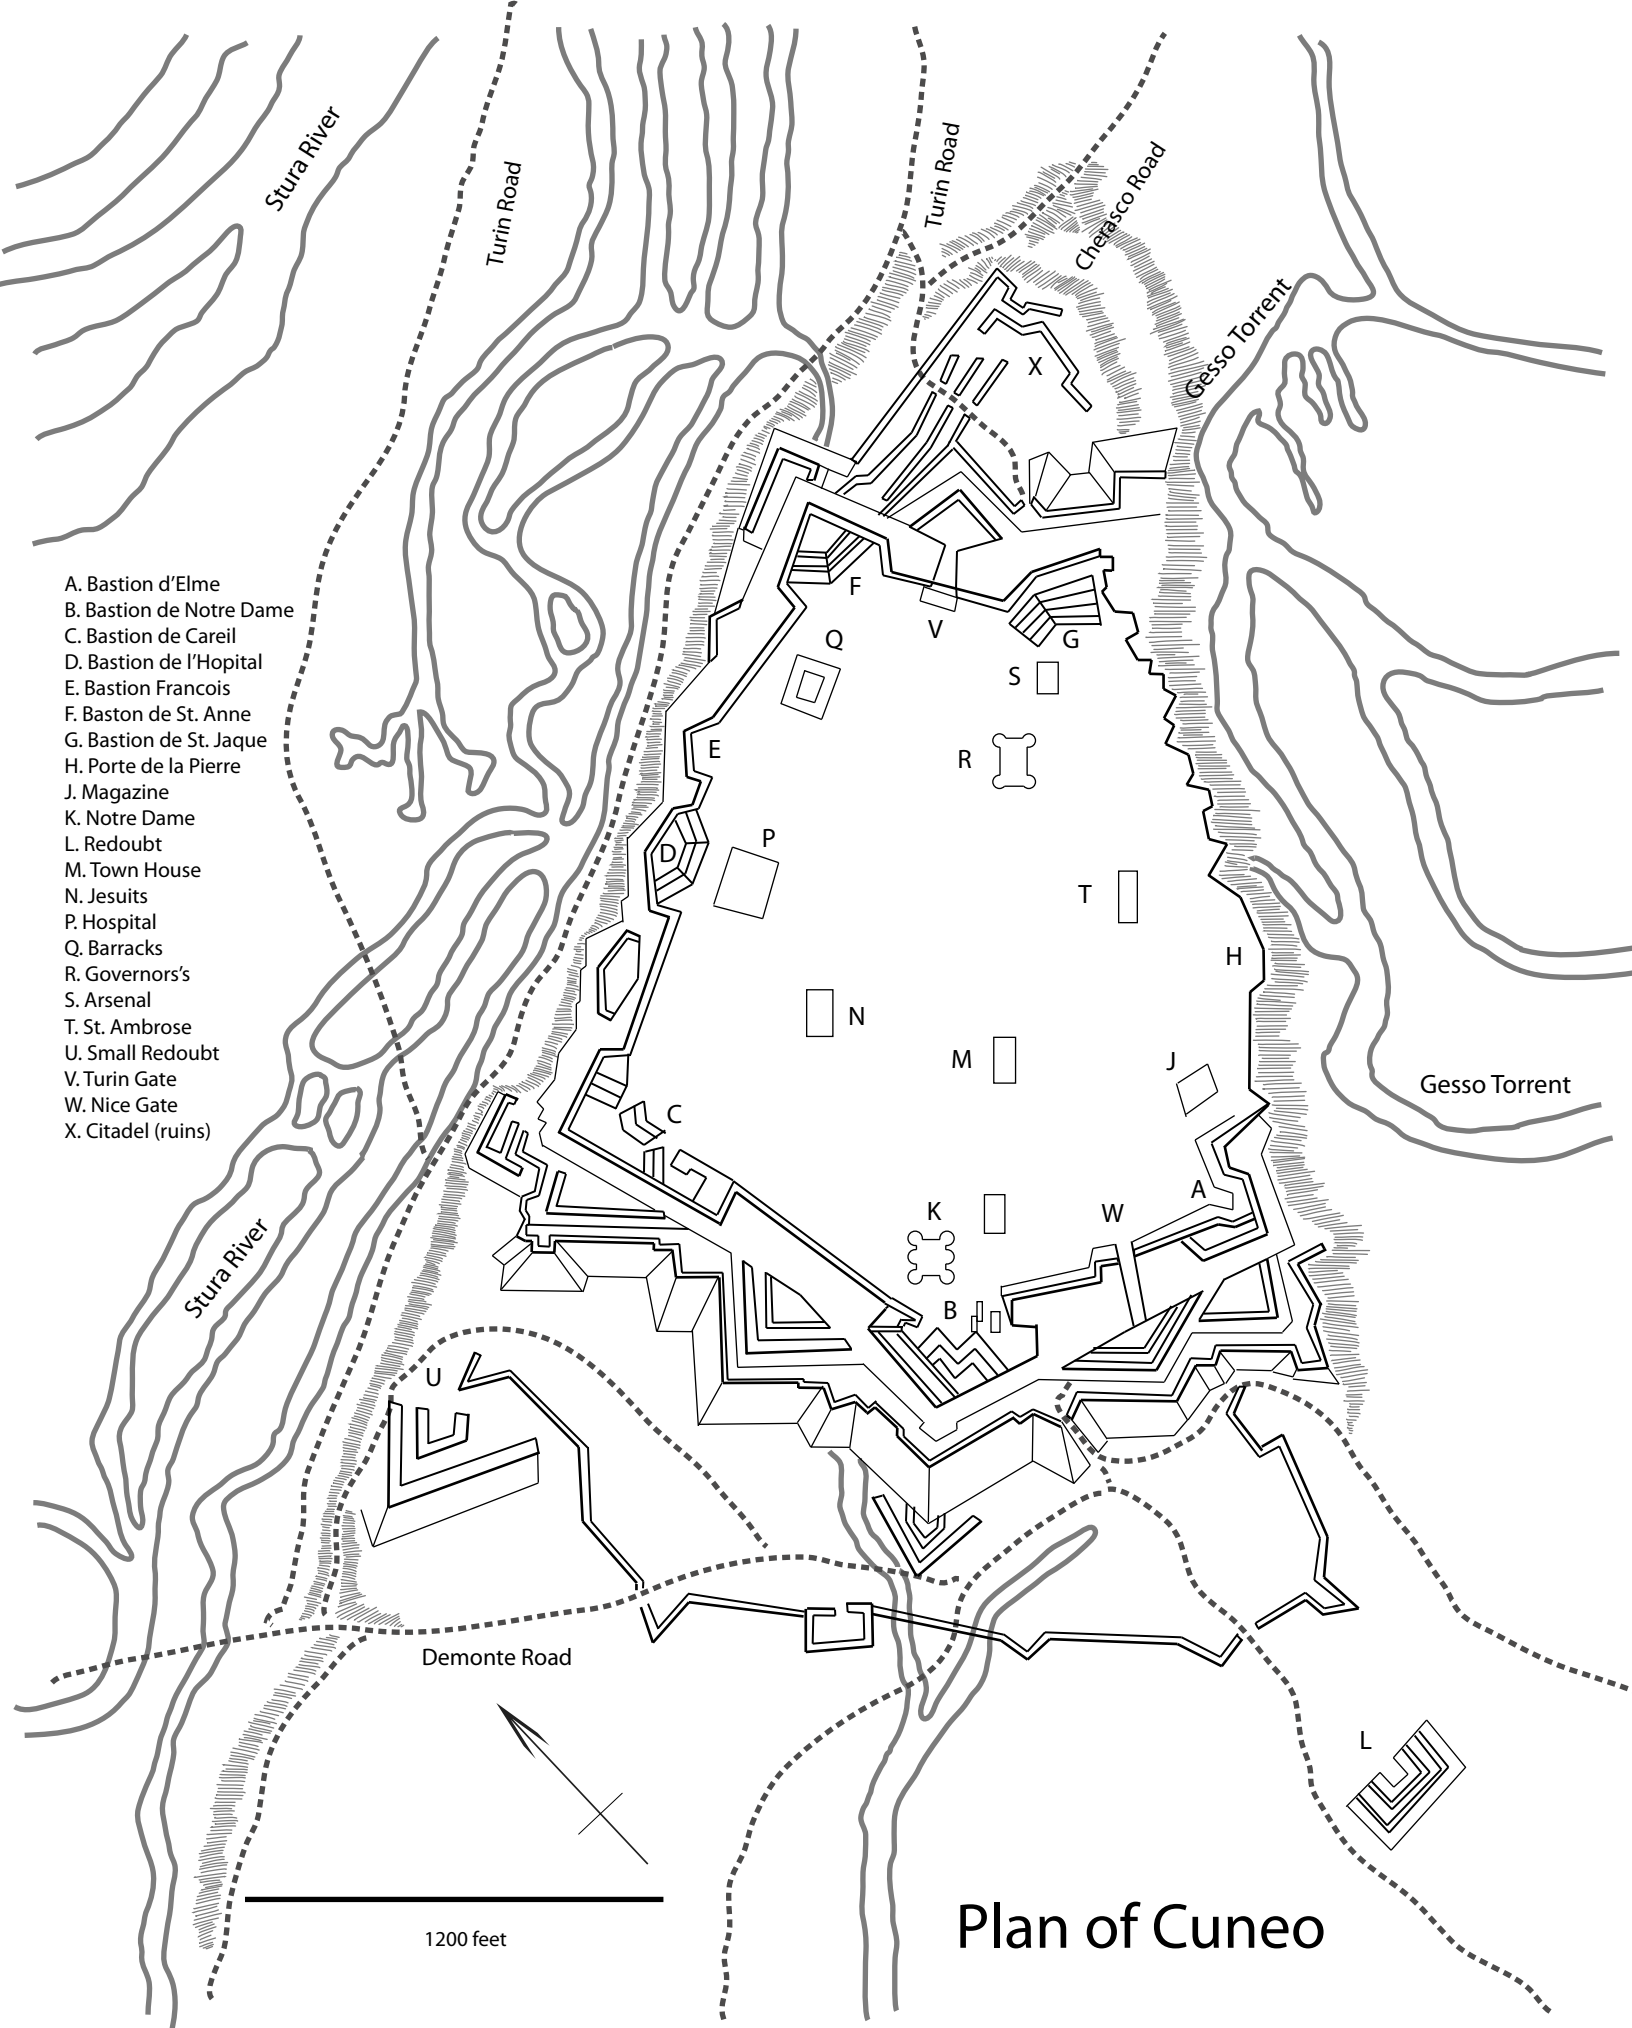 Stura River
Turin Road
Turin Road
Cherasco Road
Gesso Torrent
X
A. Bastion d’Elme
B. Bastion de Notre Dame
C. Bastion de Careil
D. Bastion de l’Hopital
E. Bastion Francois
F. Baston de St. Anne
G. Bastion de St. Jaque
H. Porte de la Pierre
J. Magazine
K. Notre Dame
L. Redoubt
M. Town House
N. Jesuits
P. Hospital
Q. Barracks
R. Governors’s
S. Arsenal
T. St. Ambrose
U. Small Redoubt
V. Turin Gate
W. Nice Gate
X. Citadel (ruins)
F
V
Q
G
S
E
R
P
D
T
H
N
M
J
Gesso Torrent
C
A
K
W
Stura River
B
U
Demonte Road
L
Plan of Cuneo
1200 feet